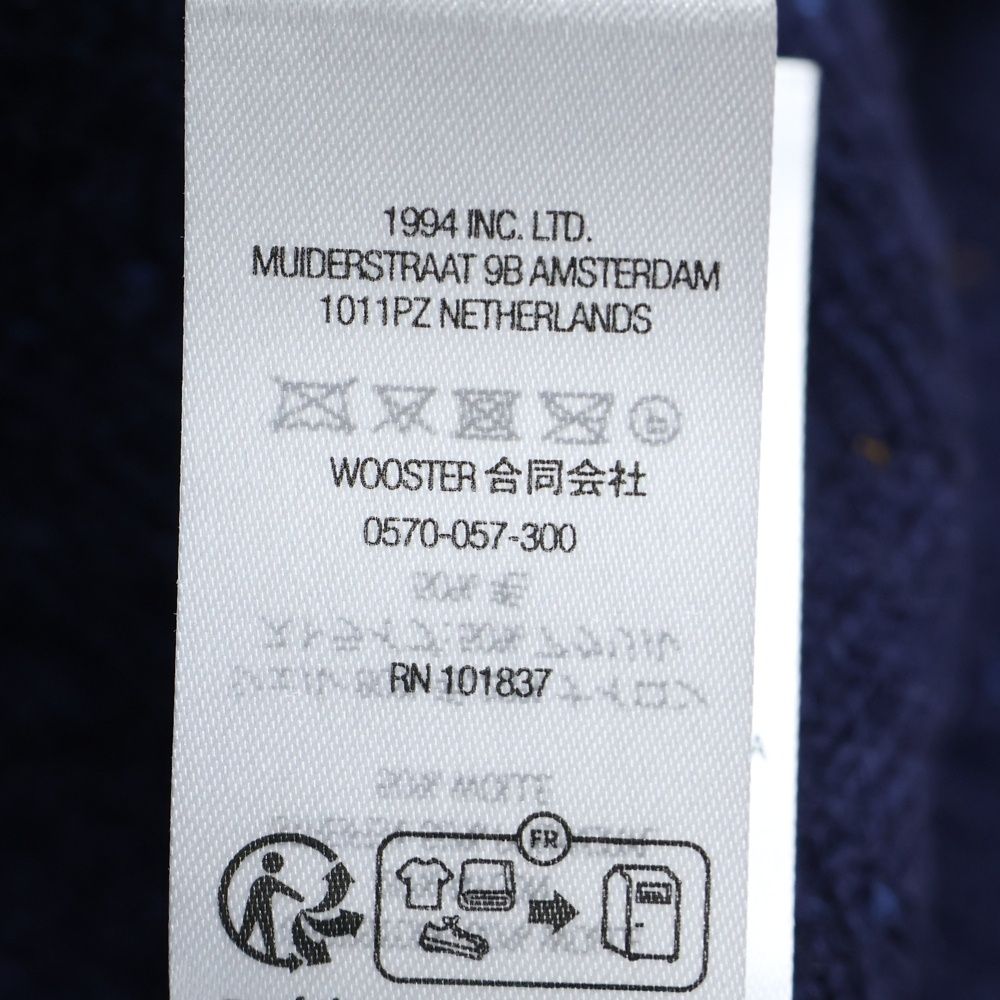 1994 INC. LTD.
MUIDERSTRAAT 9B AMSTERDAM
1011PZ NETHERLANDS
WOOSTER 合同会社
0570-057-300
RN 101837
FR